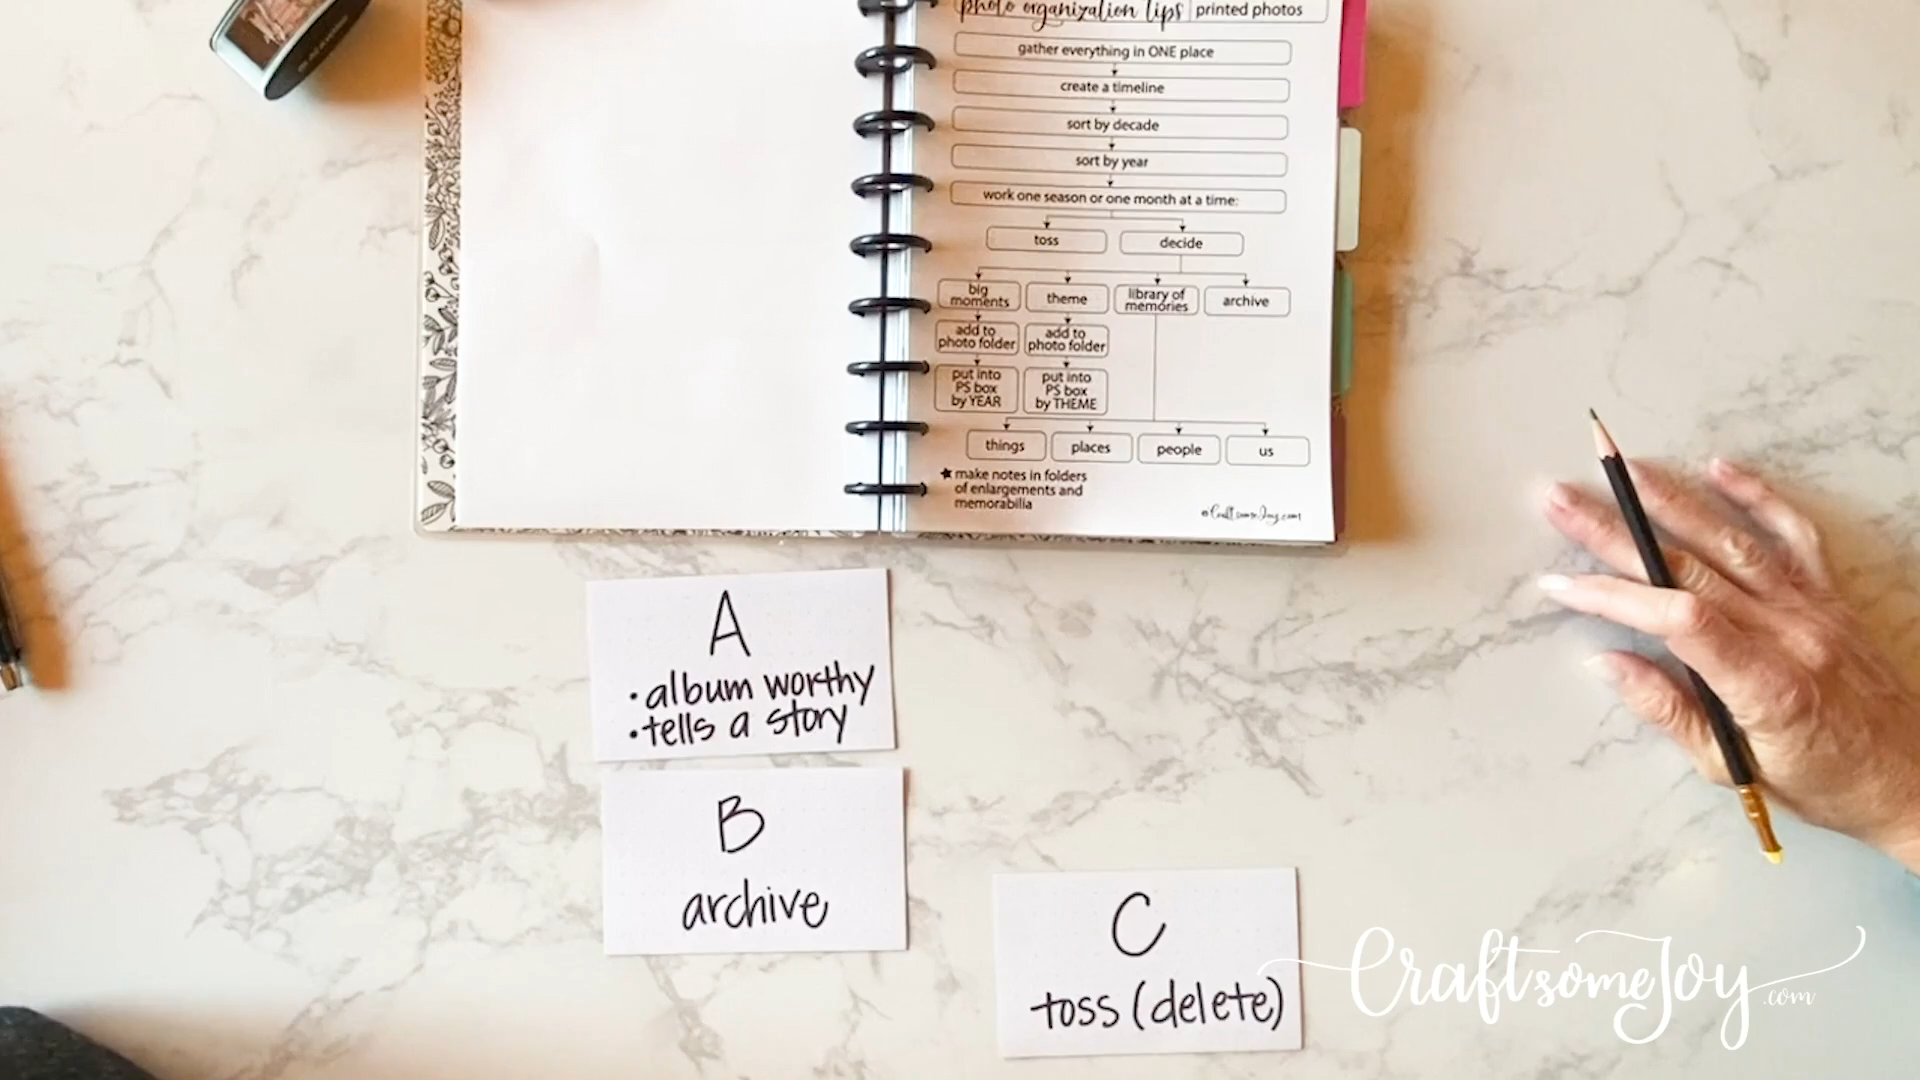 photo organization tips
printed photos
gather everything in ONE place
create a timeline
sort by decade
sort by year
work one season or one month at a time:
toss
decide
big
moments
theme
library of
memories
archive
add to
photo folder
add to
photo folder
put into
PS box
by YEAR
put into
PS box
by THEME
things
places
people
us
★ make notes in folders
of enlargements and
memorabilia
©CraftsomeJoy.com
A
• album worthy
• tells a story
B
archive
C
toss (delete)
CraftsomeJoy.com